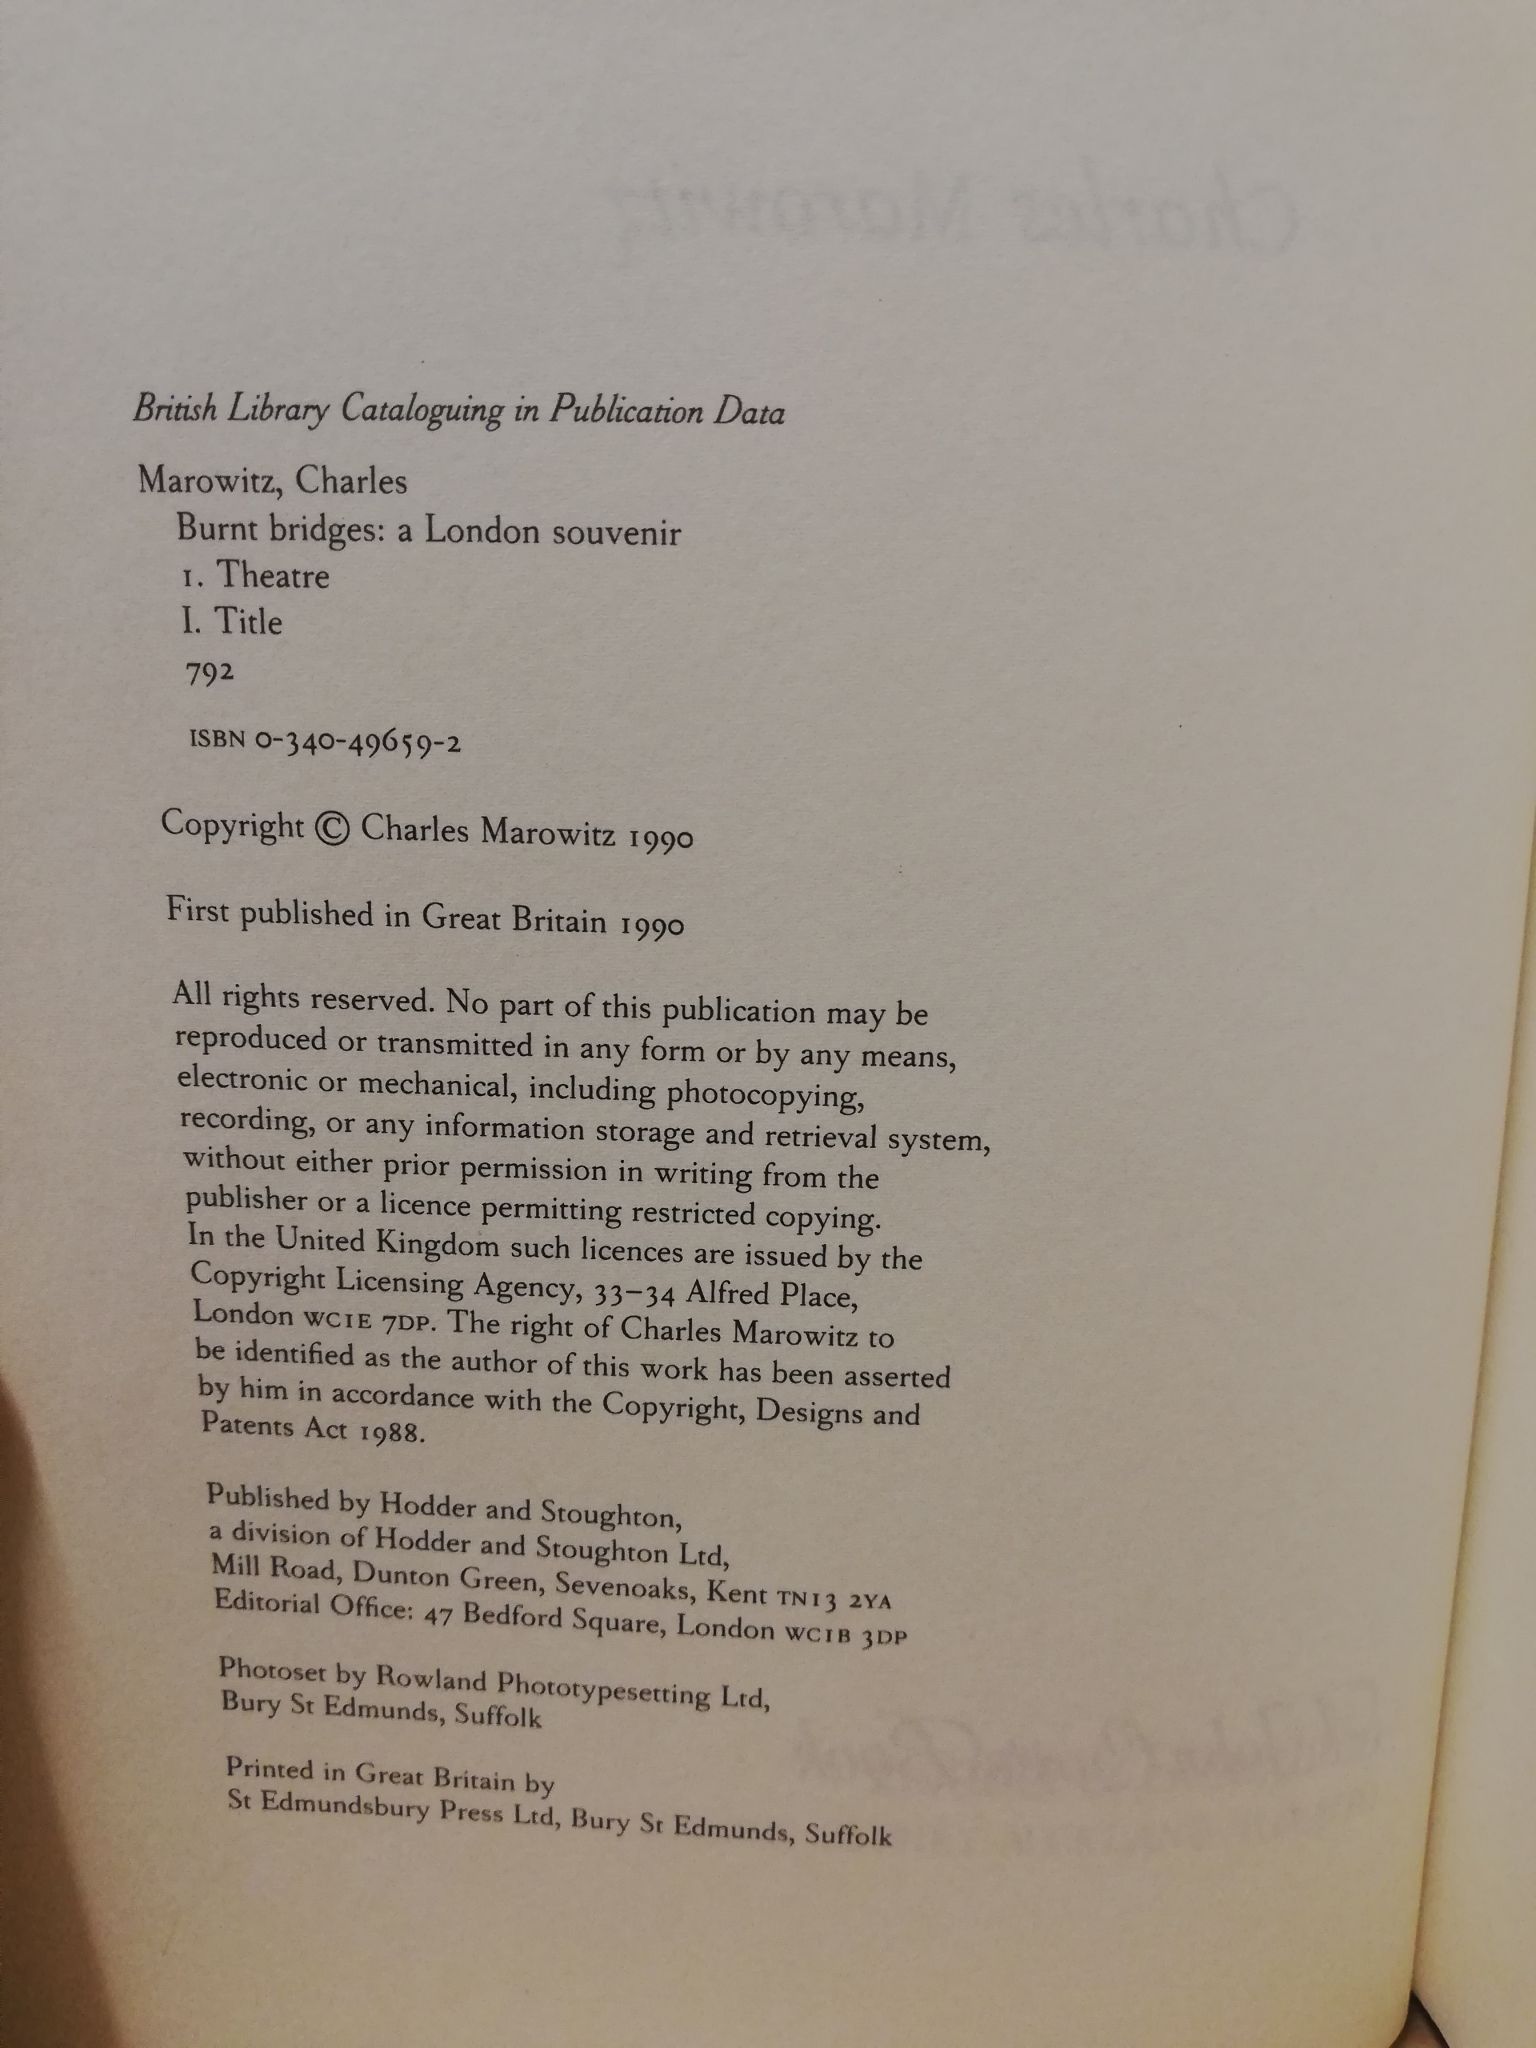 Charles Marowitz
British Library Cataloguing in Publication Data
Marowitz, Charles
Burnt bridges: a London souvenir
1. Theatre
I. Title
792
ISBN 0-340-49659-2
Copyright © Charles Marowitz 1990
First published in Great Britain 1990
All rights reserved. No part of this publication may be
reproduced or transmitted in any form or by any means,
electronic or mechanical, including photocopying,
recording, or any information storage and retrieval system,
without either prior permission in writing from the
publisher or a licence permitting restricted copying.
In the United Kingdom such licences are issued by the
Copyright Licensing Agency, 33–34 Alfred Place,
London WC1E 7DP. The right of Charles Marowitz to
be identified as the author of this work has been asserted
by him in accordance with the Copyright, Designs and
Patents Act 1988.
Published by Hodder and Stoughton,
a division of Hodder and Stoughton Ltd,
Mill Road, Dunton Green, Sevenoaks, Kent TN13 2YA
Editorial Office: 47 Bedford Square, London WC1B 3DP
Photoset by Rowland Phototypesetting Ltd,
Bury St Edmunds, Suffolk
Printed in Great Britain by
St Edmundsbury Press Ltd, Bury St Edmunds, Suffolk